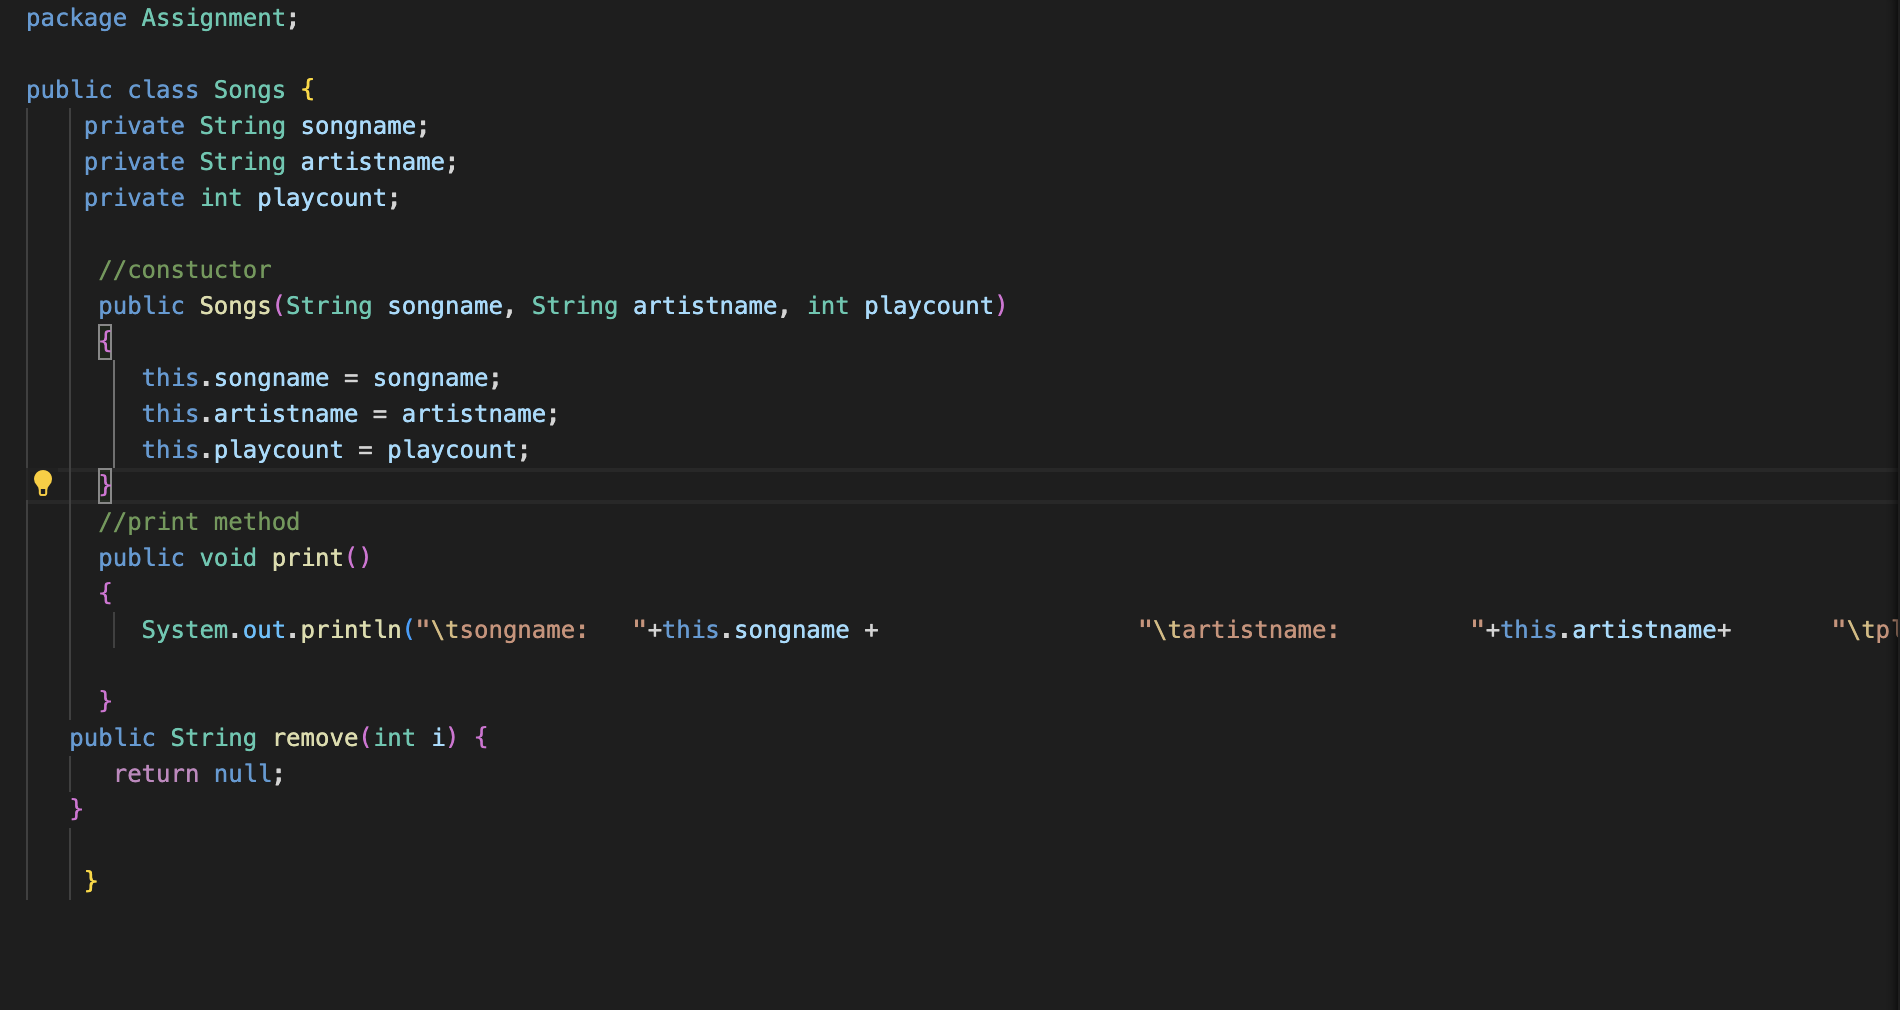 package Assignment;
public class Songs {
private String songname;
private String artistname;
private int playcount;
//constuctor
public Songs(String songname, String artistname, int playcount)
{
this.songname = songname;
this.artistname = artistname;
this.playcount = playcount;
}
//print method
public void print()
{
System.out.println("\tsongname:   "+this.songname +                  "\tartistname:         "+this.artistname+       "\tp
}
public String remove(int i) {
return null;
}
}